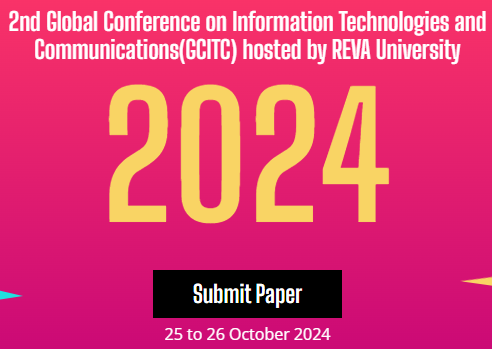 2nd Global Conference on Information Technologies and
Communications(GCITC) hosted by REVA University
2024
Submit Paper
25 to 26 October 2024